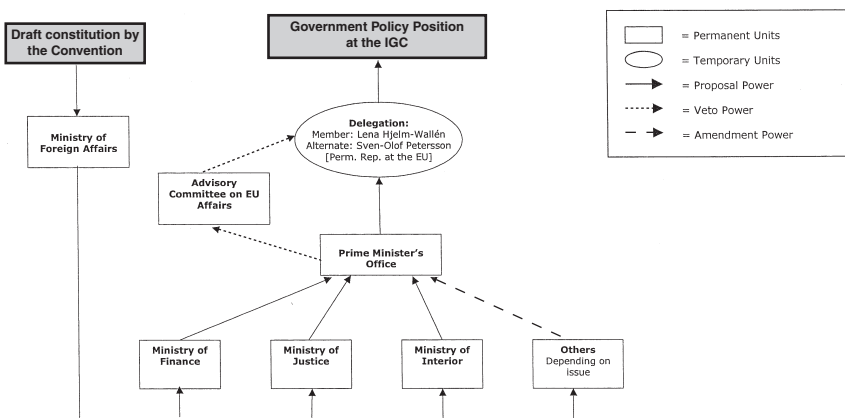 Draft constitution by
the Convention
Government Policy Position
at the IGC
= Permanent Units
= Temporary Units
= Proposal Power
= Veto Power
= Amendment Power
Ministry of
Foreign Affairs
Delegation:
Member: Lena Hjelm-Wallén
Alternate: Sven-Olof Petersson
[Perm. Rep. at the EU]
Advisory
Committee on EU
Affairs
Prime Minister's
Office
Ministry of
Finance
Ministry of
Justice
Ministry of
Interior
Others
Depending on
issue